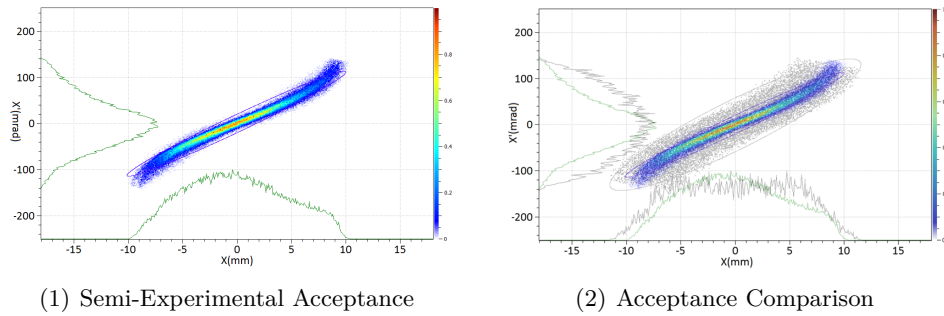 200
100
0
-100
-200
X'(mrad)
-15 -10 -5 0 5 10 15
X(mm)
0.8
0.6
0.4
0.2
0
(1) Semi-Experimental Acceptance
200
100
0
-100
-200
X'(mrad)
-15 -10 -5 0 5 10 15
X(mm)
(2) Acceptance Comparison